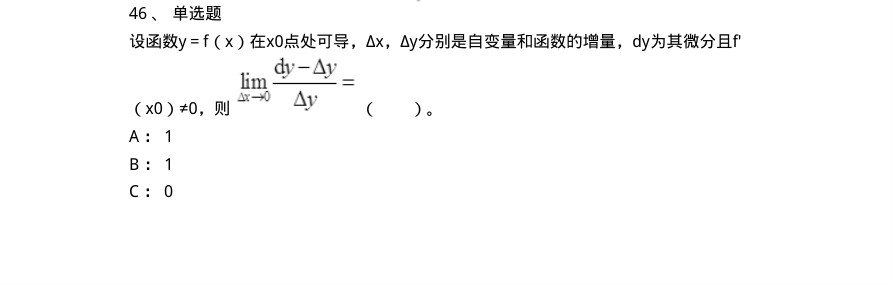 46、 单选题
设函数y = f ( x ) 在x0点处可导，Δx，Δy分别是自变量和函数的增量，dy为其微分且f'
( x0 ) ≠0，则 lim Δx→0 (dy−Δy)/Δy = (  )。
A： 1
B： 1
C： 0